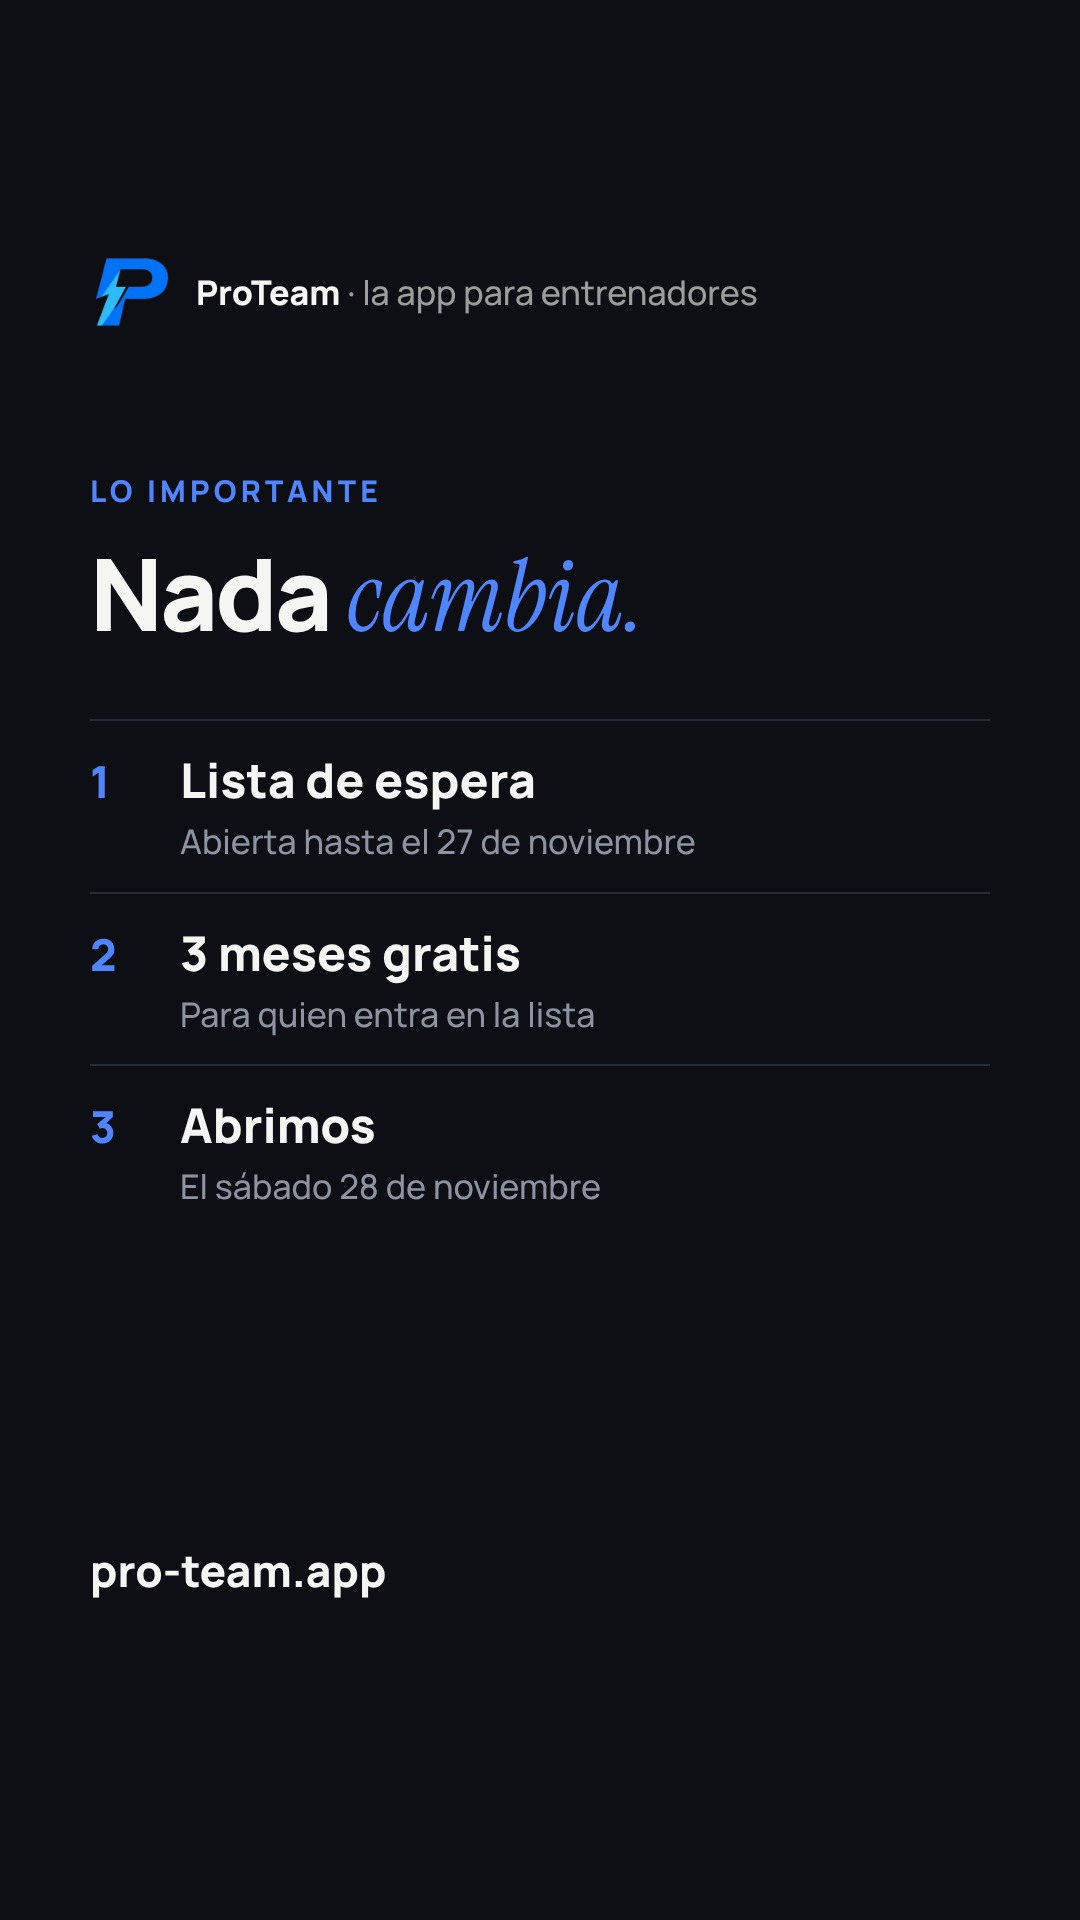 ProTeam · la app para entrenadores
LO IMPORTANTE
Nada cambia.
1 Lista de espera
Abierta hasta el 27 de noviembre
2 3 meses gratis
Para quien entra en la lista
3 Abrimos
El sábado 28 de noviembre
pro-team.app